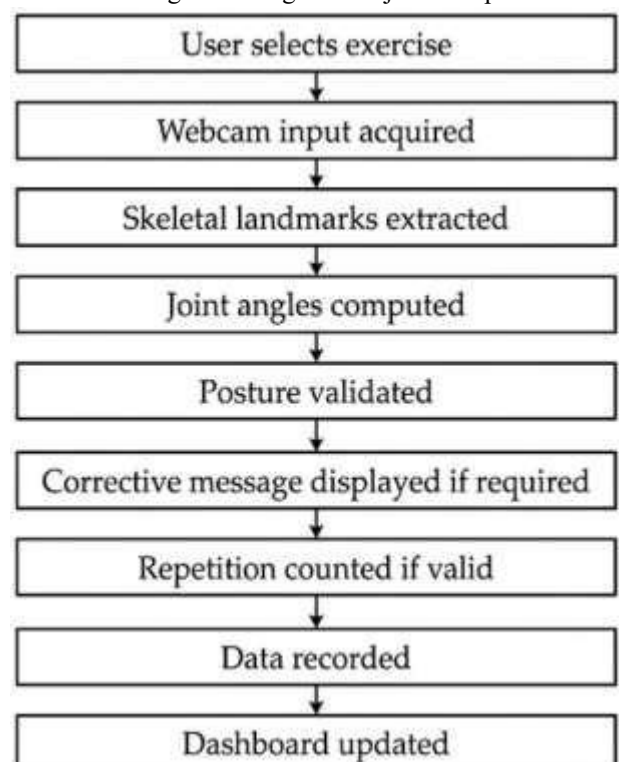 User selects exercise
Webcam input acquired
Skeletal landmarks extracted
Joint angles computed
Posture validated
Corrective message displayed if required
Repetition counted if valid
Data recorded
Dashboard updated